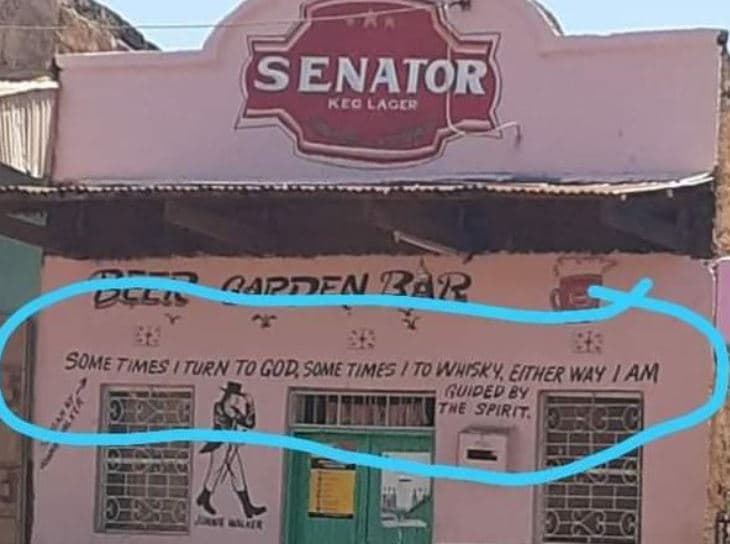 SENATOR
KEG LAGER
BEER GARDEN BAR
SOME TIMES I TURN TO GOD, SOME TIMES I TO WHISKY, EITHER WAY I AM
GUIDED BY
THE SPIRIT.
WALKER